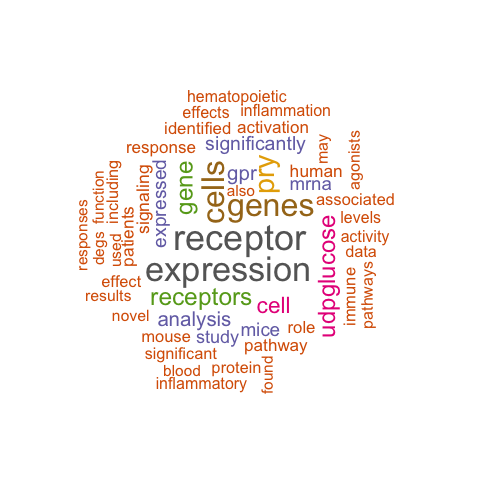 hematopoietic
effects inflammation
identified activation
response significantly
may
agonists
gene
cells
gpr
pry
human
also
mrna
expressed
signaling
including
function
responses
degs
used
patients
genes
associated
levels
receptor
expression
udpglucose
activity
data
immune
pathways
effect
results
receptors
cell
novel
analysis
mouse
study
mice
role
significant
pathway
blood
protein
found
inflammatory